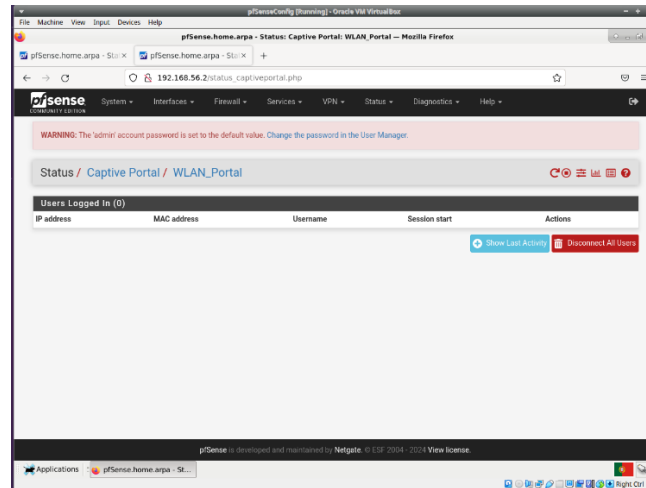 pfSenseConfig [Running] - Oracle VM VirtualBox
File Machine View Input Devices Help
pfSense.home.arpa - Status: Captive Portal: WLAN_Portal — Mozilla Firefox
pfSense.home.arpa - Sta × pfSense.home.arpa - Sta × +
192.168.56.2/status_captiveportal.php
pfsense System Interfaces Firewall Services VPN Status Diagnostics Help
COMMUNITY EDITION
WARNING: The 'admin' account password is set to the default value. Change the password in the User Manager.
Status / Captive Portal / WLAN_Portal
Users Logged In (0)
IP address MAC address Username Session start Actions
Show Last Activity Disconnect All Users
pfSense is developed and maintained by Netgate. © ESF 2004 - 2024 View license.
Applications pfSense.home.arpa - St...
Right Ctrl